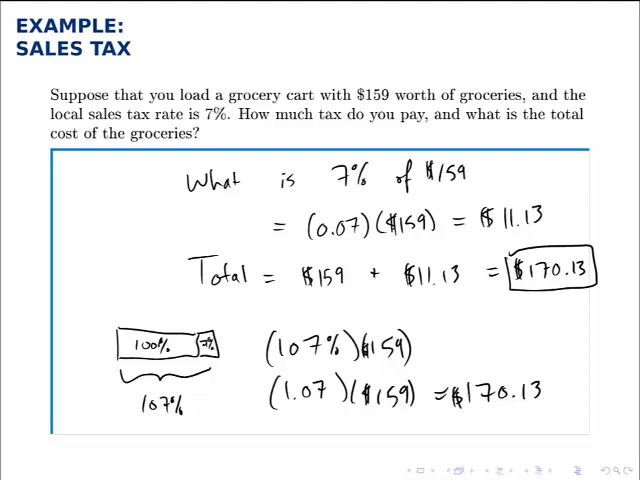 EXAMPLE:
SALES TAX
Suppose that you load a grocery cart with $159 worth of groceries, and the
local sales tax rate is 7%. How much tax do you pay, and what is the total
cost of the groceries?
What is 7% of $159
= (0.07)($159) = $11.13
Total = $159 + $11.13 = $170.13
100% 7% (107%)($159)
107% (1.07)($159) = $170.13